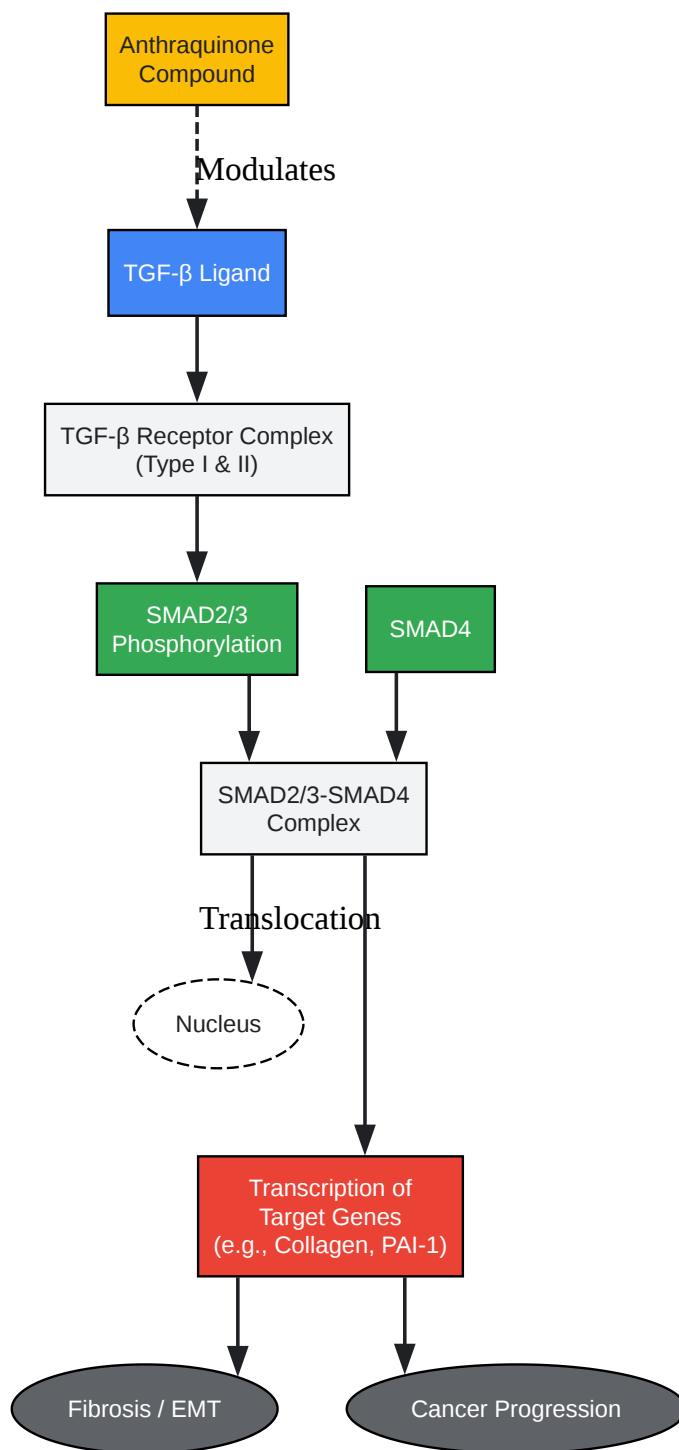 Anthraquinone
Compound
Modulates
TGF-β Ligand
TGF-β Receptor Complex
(Type I & II)
SMAD2/3
Phosphorylation
SMAD4
SMAD2/3-SMAD4
Complex
Translocation
Nucleus
Transcription of
Target Genes
(e.g., Collagen, PAI-1)
Fibrosis / EMT
Cancer Progression